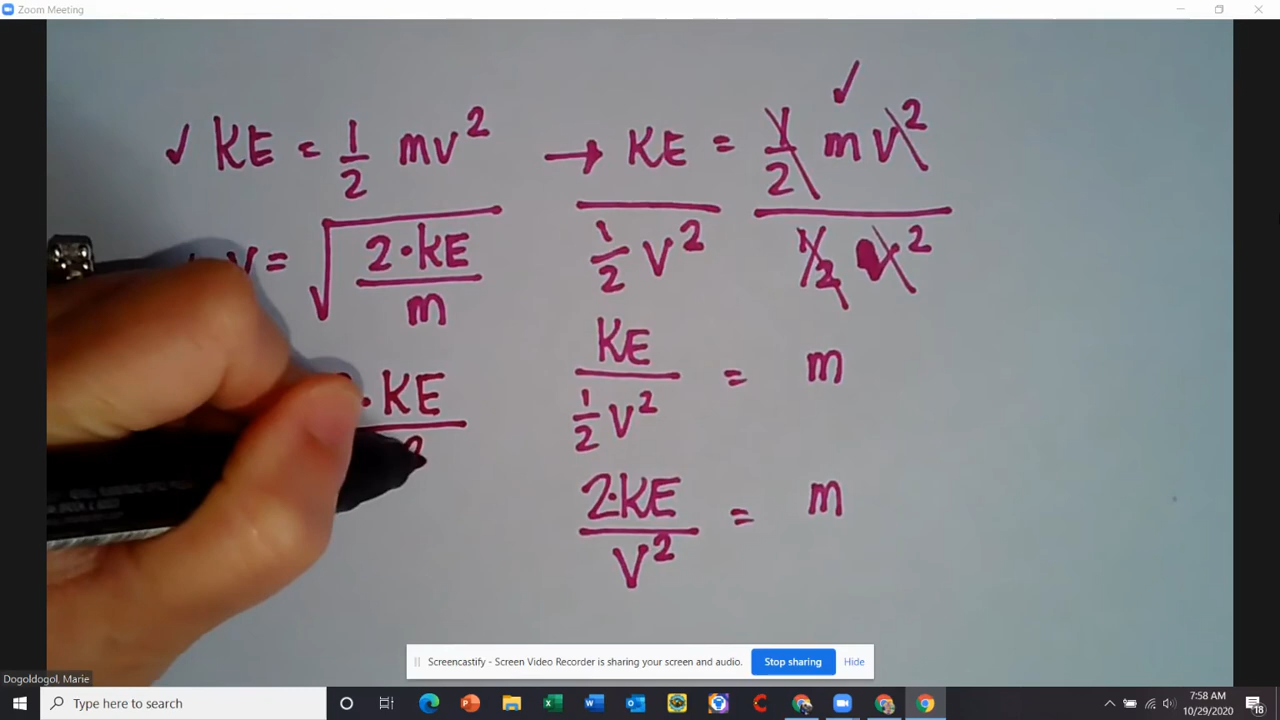 Zoom Meeting
✓ KE = 1/2 mv² → KE = 1/2 m v²
✓
v = √(2·KE / m)
1/2 v²
1/2 v²
KE / (1/2 v²) = m
· KE
2·KE / v² = m
Screencastify - Screen Video Recorder is sharing your screen and audio. Stop sharing Hide
Dogoldogol, Marie
Type here to search
7:58 AM
10/29/2020
18